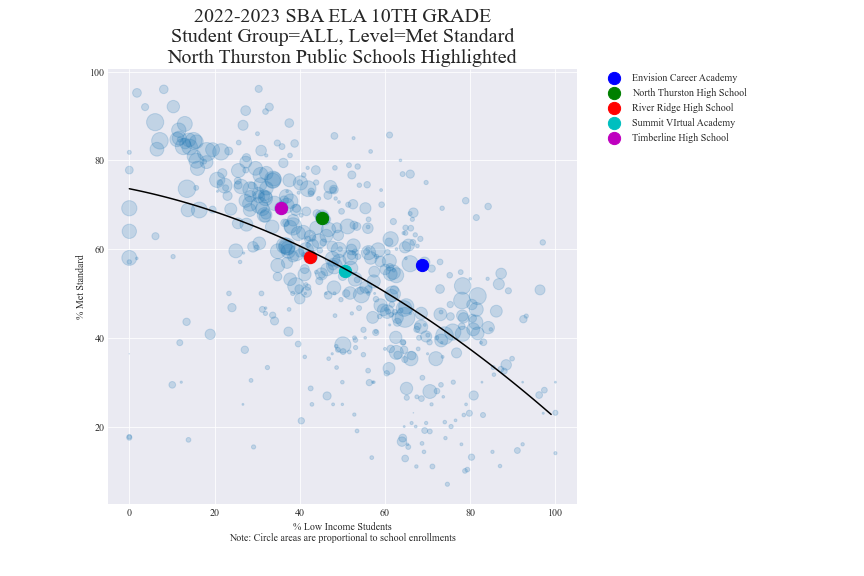 2022-2023 SBA ELA 10TH GRADE
Student Group=ALL, Level=Met Standard
North Thurston Public Schools Highlighted
Envision Career Academy
North Thurston High School
River Ridge High School
Summit VIrtual Academy
Timberline High School
% Met Standard
100
80
60
40
20
0 20 40 60 80 100
% Low Income Students
Note: Circle areas are proportional to school enrollments